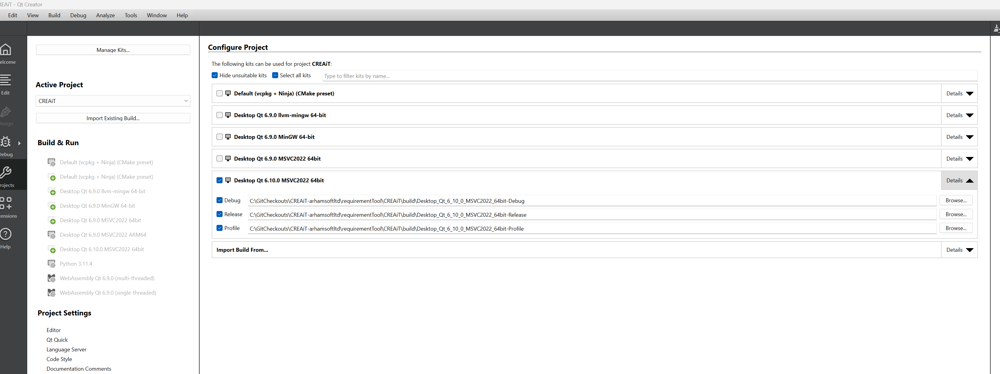 REAiT - Qt Creator
Edit View Build Debug Analyze Tools Window Help
elcome
Edit
Design
Debug
rojects
tensions
Help
Manage Kits...
Active Project
CREAiT
Import Existing Build...
Build & Run
Default (vcpkg + Ninja) (CMake preset)
Default (vcpkg + Ninja) (CMake preset)
Desktop Qt 6.9.0 llvm-mingw 64-bit
Desktop Qt 6.9.0 MinGW 64-bit
Desktop Qt 6.9.0 MSVC2022 64bit
Desktop Qt 6.9.0 MSVC2022 ARM64
Desktop Qt 6.10.0 MSVC2022 64bit
Python 3.11.4
WebAssembly Qt 6.9.0 (multi-threaded)
WebAssembly Qt 6.9.0 (single-threaded)
Project Settings
Editor
Qt Quick
Language Server
Code Style
Documentation Comments
Configure Project
The following kits can be used for project CREAiT:
Hide unsuitable kits Select all kits Type to filter kits by name...
Default (vcpkg + Ninja) (CMake preset) Details
Desktop Qt 6.9.0 llvm-mingw 64-bit Details
Desktop Qt 6.9.0 MinGW 64-bit Details
Desktop Qt 6.9.0 MSVC2022 64bit Details
Desktop Qt 6.10.0 MSVC2022 64bit Details
Debug C:\GitCheckouts\CREAiT-arhamsoftltd\requirementTool\CREAiT\build\Desktop_Qt_6_10_0_MSVC2022_64bit-Debug Browse...
Release C:\GitCheckouts\CREAiT-arhamsoftltd\requirementTool\CREAiT\build\Desktop_Qt_6_10_0_MSVC2022_64bit-Release Browse...
Profile C:\GitCheckouts\CREAiT-arhamsoftltd\requirementTool\CREAiT\build\Desktop_Qt_6_10_0_MSVC2022_64bit-Profile Browse...
Import Build From... Details